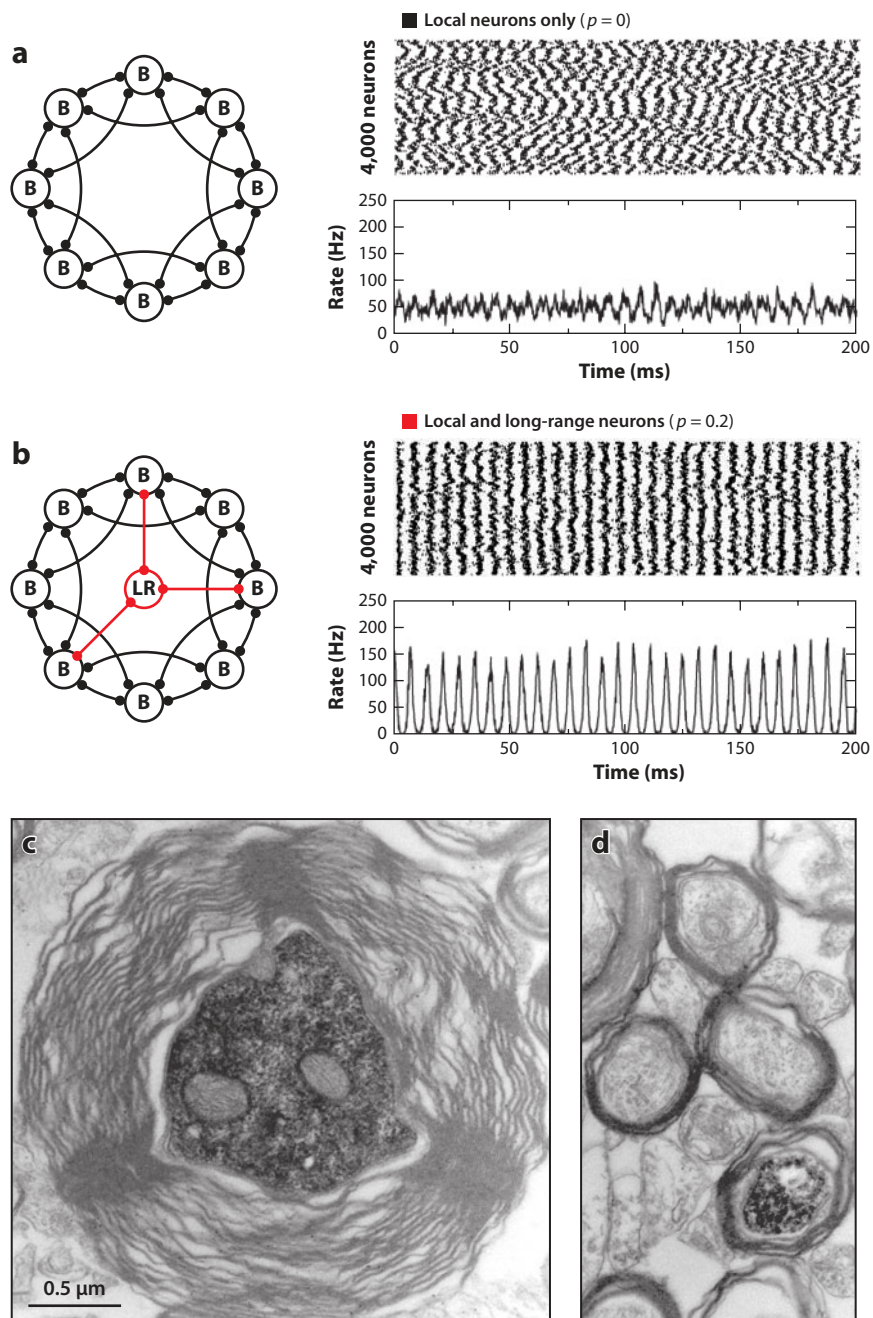 a
B
B
B
B
B
B
B
B
Local neurons only (p = 0)
4,000 neurons
250
200
150
100
50
0
Rate (Hz)
0 50 100 150 200
Time (ms)
b
B
B
B
B
LR
B
B
B
B
Local and long-range neurons (p = 0.2)
4,000 neurons
250
200
150
100
50
0
Rate (Hz)
0 50 100 150 200
Time (ms)
c
0.5 µm
d